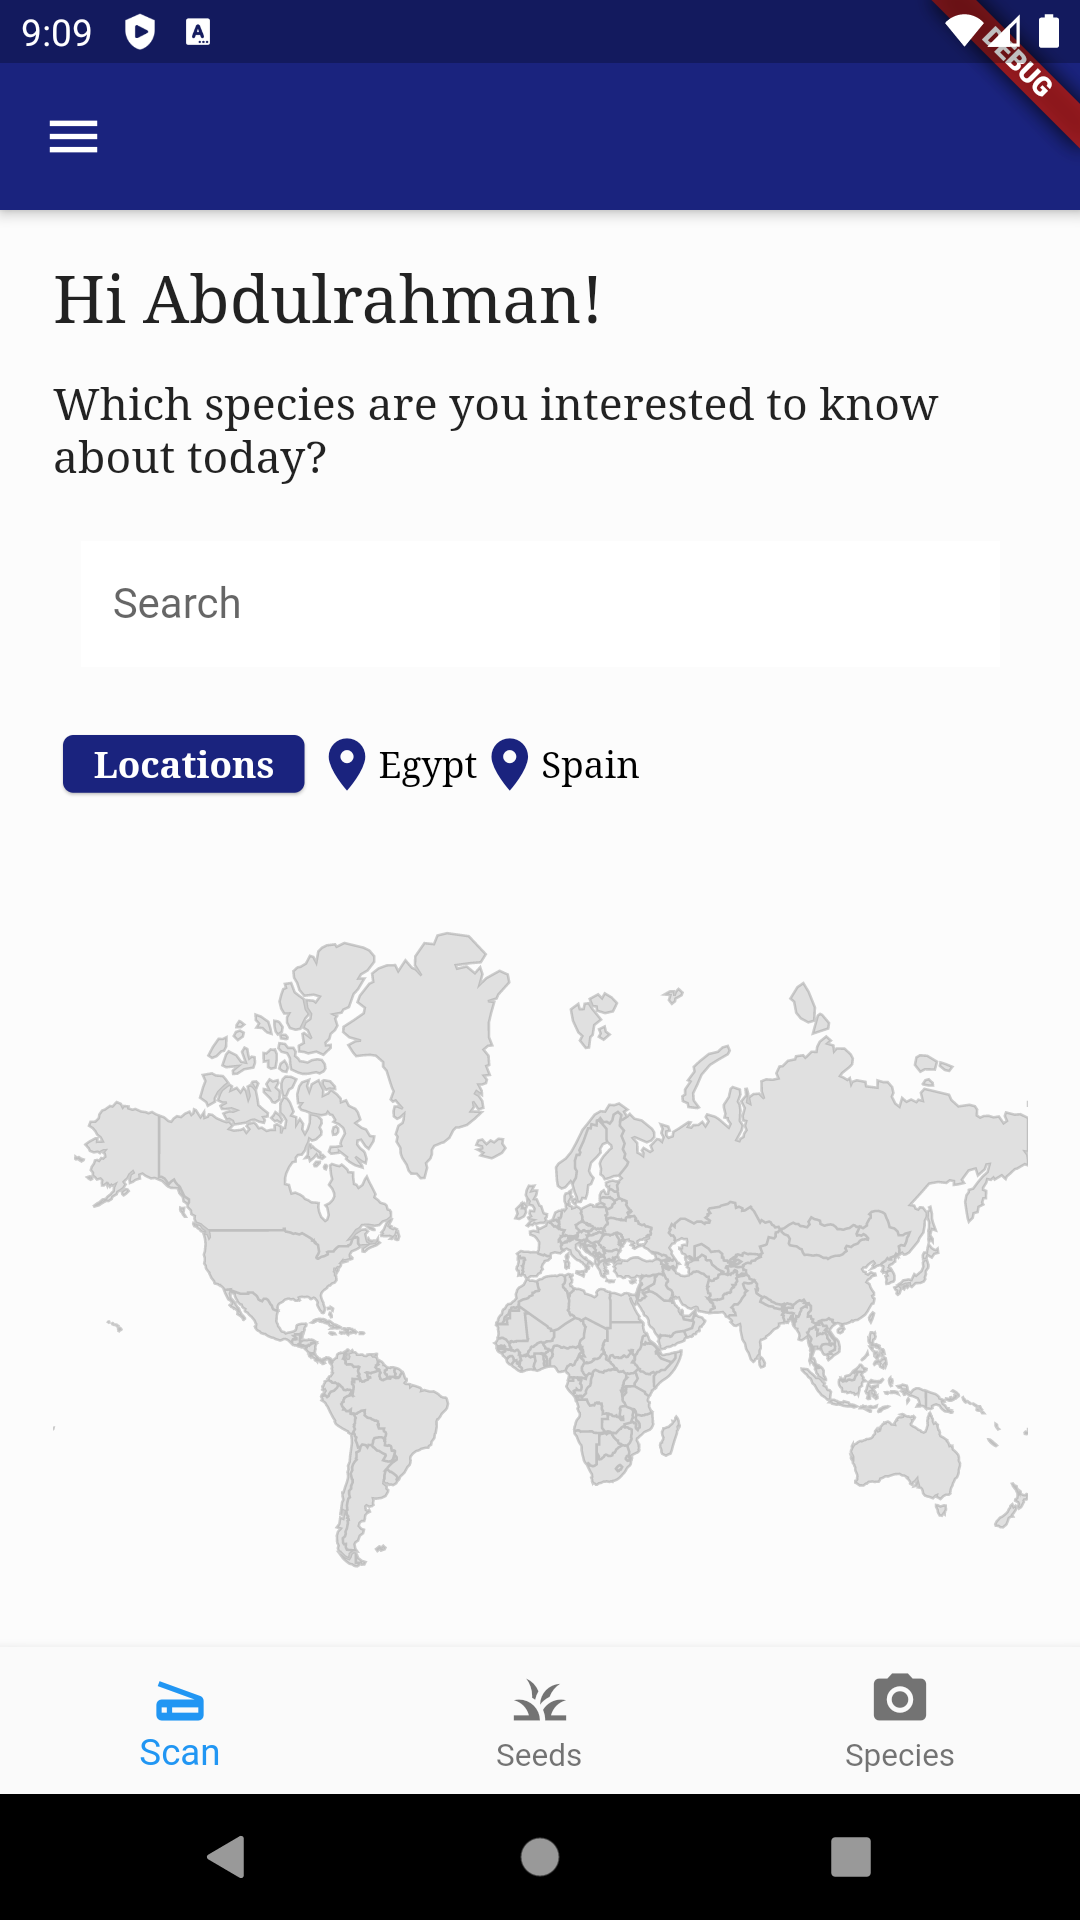 9:09
DEBUG
Hi Abdulrahman!
Which species are you interested to know
about today?
Search
Locations Egypt Spain
Scan Seeds Species